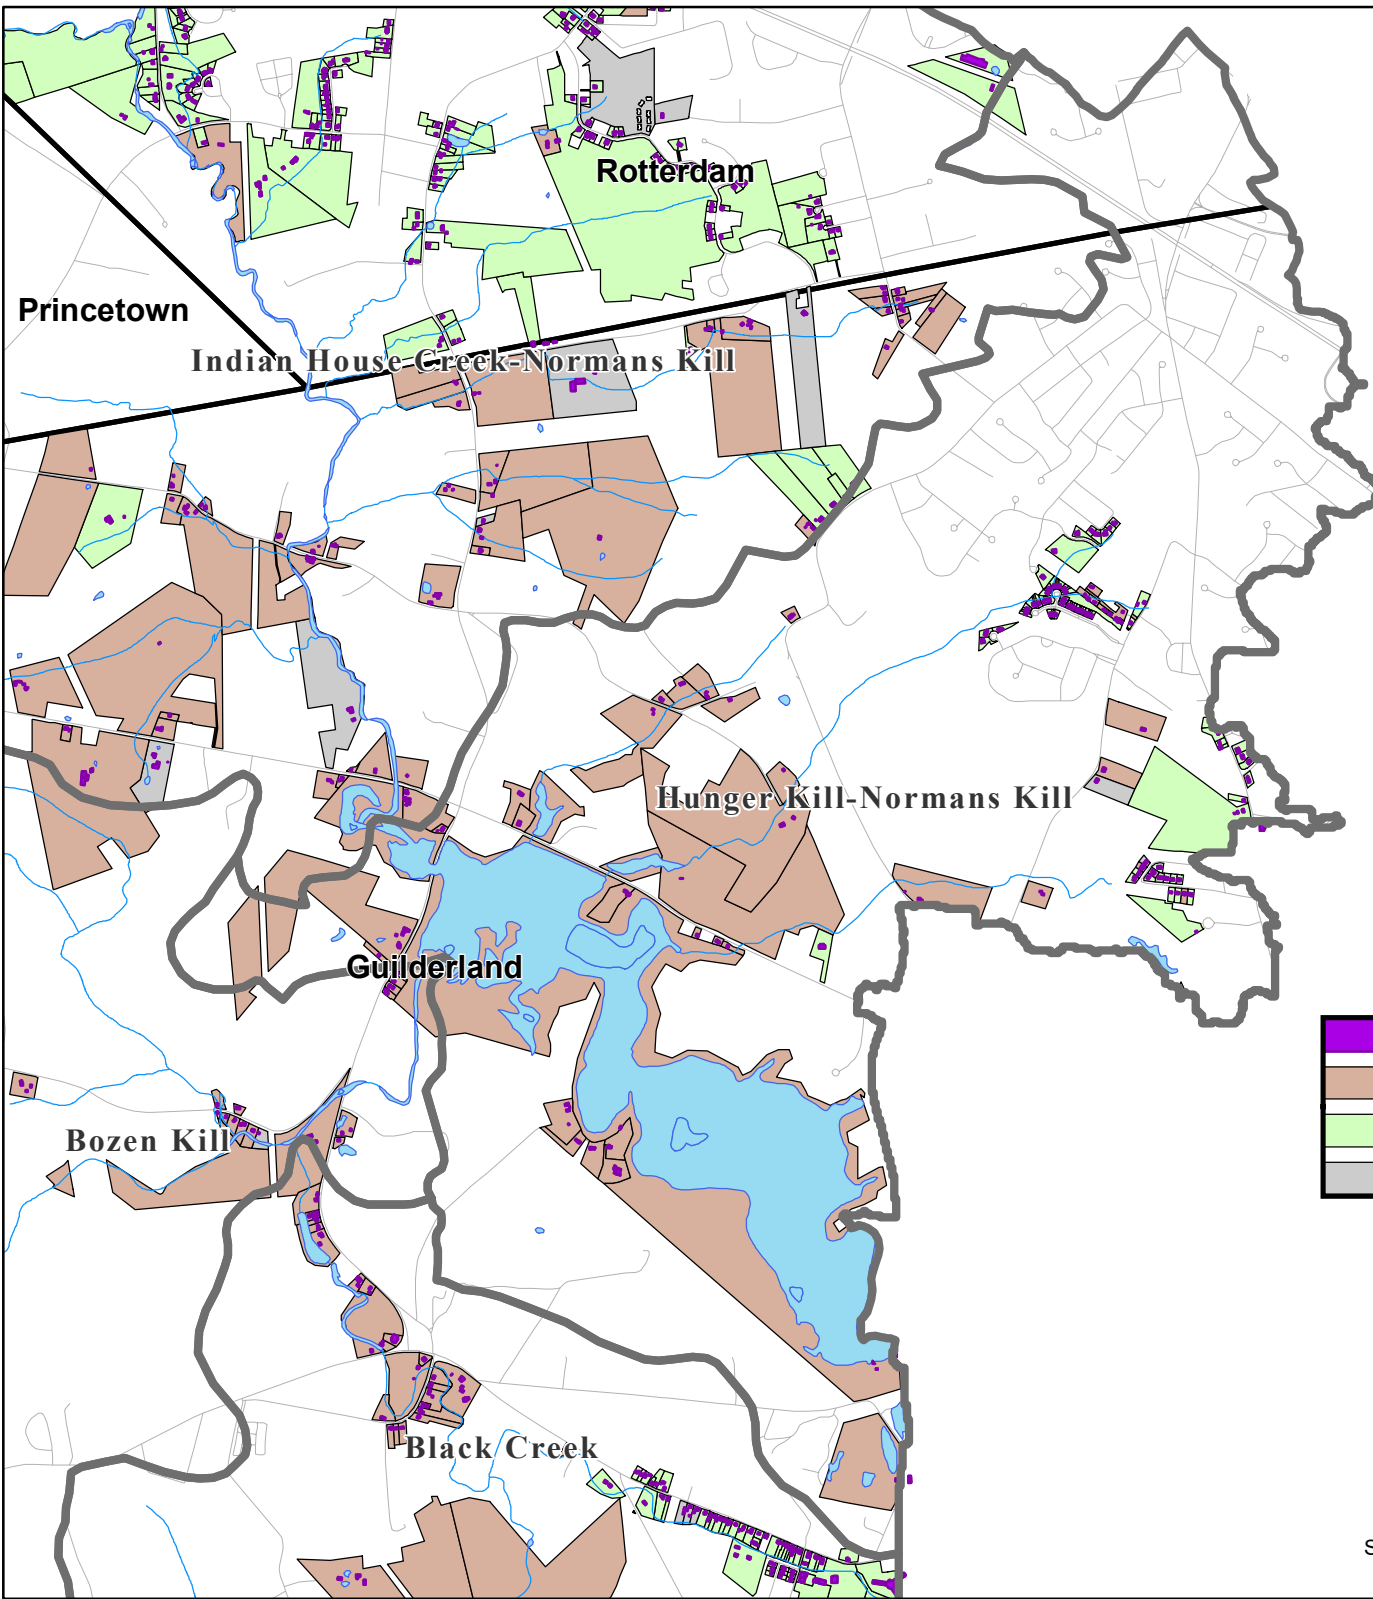 Rotterdam
Princetown
Indian House Creek-Normans Kill
Hunger Kill-Normans Kill
Guilderland
Bozen Kill
Black Creek
S